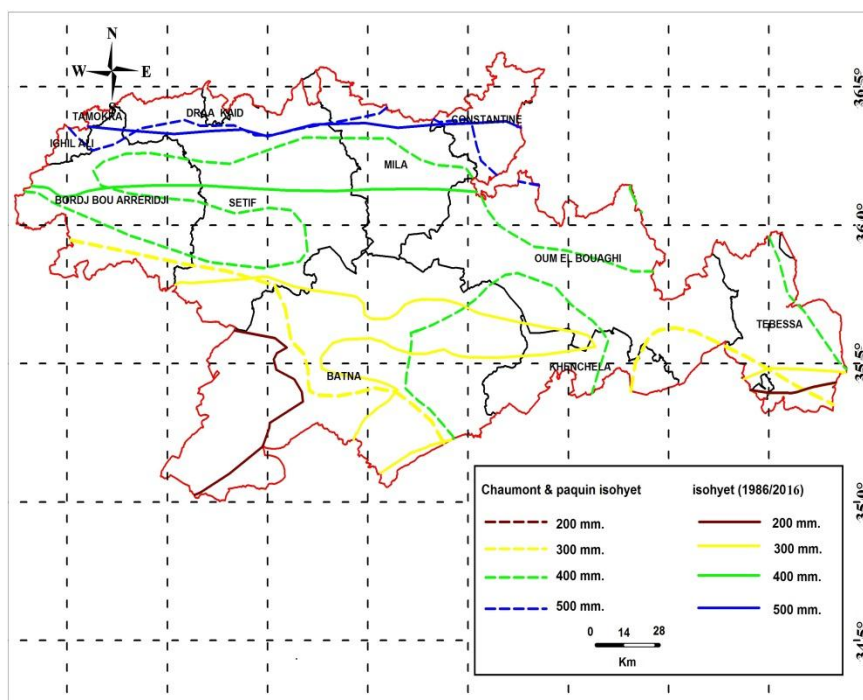 N
W E
S
36.5°
36.0°
35.5°
35.0°
34.5°
TAMOKRA
DRAA KAID
CONSTANTINE
IGHIL ALI
MILA
BORDJ BOU ARRERIDJI
SETIF
OUM EL BOUAGHI
TEBESSA
BATNA
KHENCHELA
Chaumont & paquin isohyet
isohyet (1986/2016)
200 mm. 200 mm.
300 mm. 300 mm.
400 mm. 400 mm.
500 mm. 500 mm.
0 14 28
Km